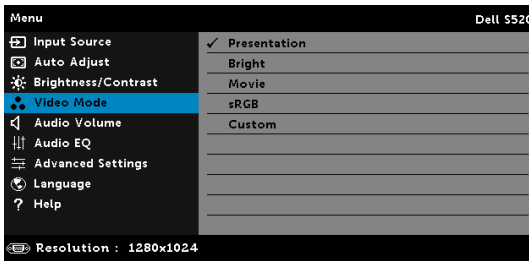 Menu
Dell S520
Input Source
Auto Adjust
Brightness/Contrast
Video Mode
Audio Volume
Audio EQ
Advanced Settings
Language
? Help
✓ Presentation
Bright
Movie
sRGB
Custom
Resolution : 1280x1024